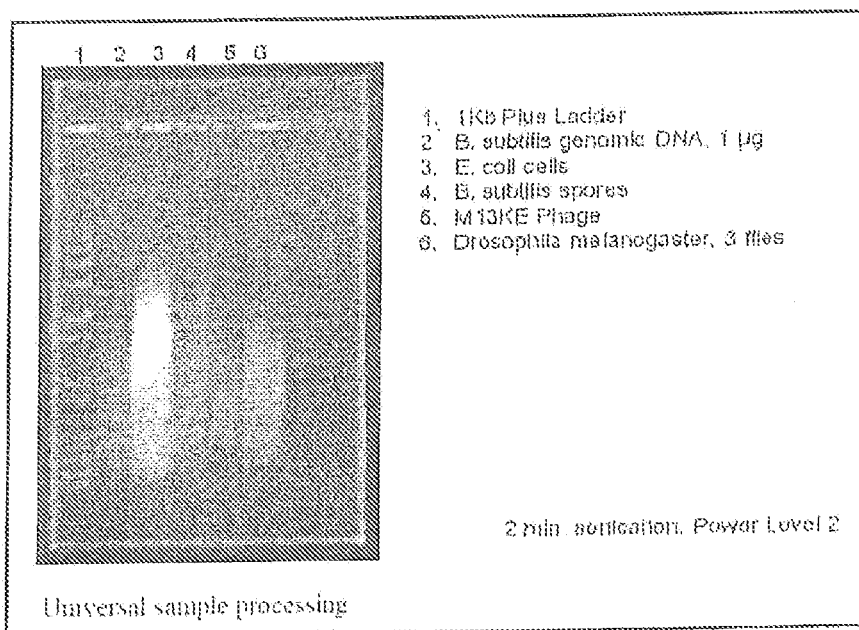 1 2 3 4 5 6
1. 1Kb Plus Ladder
2 B. subtilis genomic DNA, 1 µg
3. E. coli cells
4. B. subtilis spores
5. M13KE Phage
6. Drosophila melanogaster, 3 flies
2 min. sonication. Power Level 2
Universal sample processing